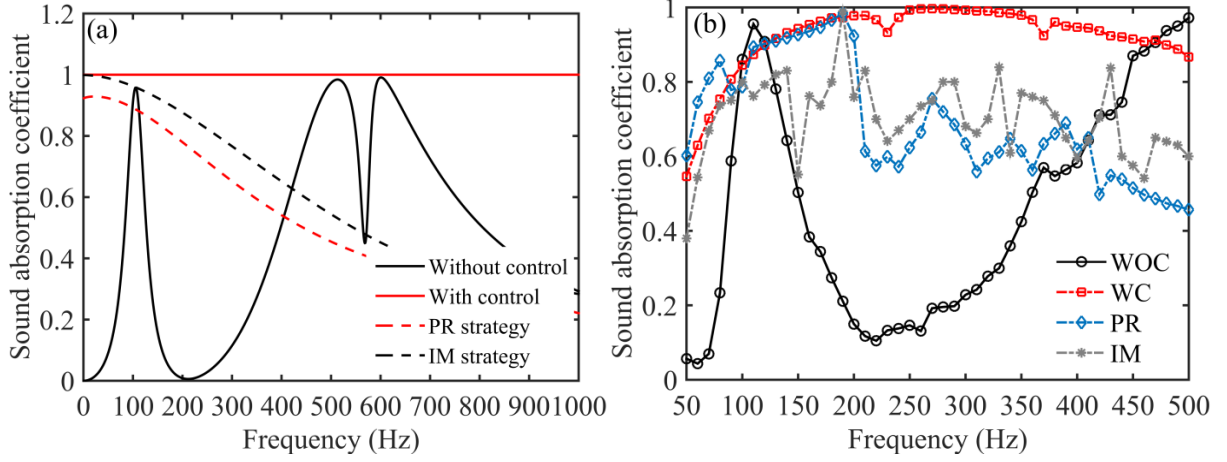 (a)
Sound absorption coefficient
1.2
1
0.8
0.6
0.4
0.2
0
Without control
With control
PR strategy
IM strategy
0 100 200 300 400 500 600 700 800 9001000
Frequency (Hz)
(b)
Sound absorption coefficient
1
0.8
0.6
0.4
0.2
0
WOC
WC
PR
IM
50 100 150 200 250 300 350 400 450 500
Frequency (Hz)